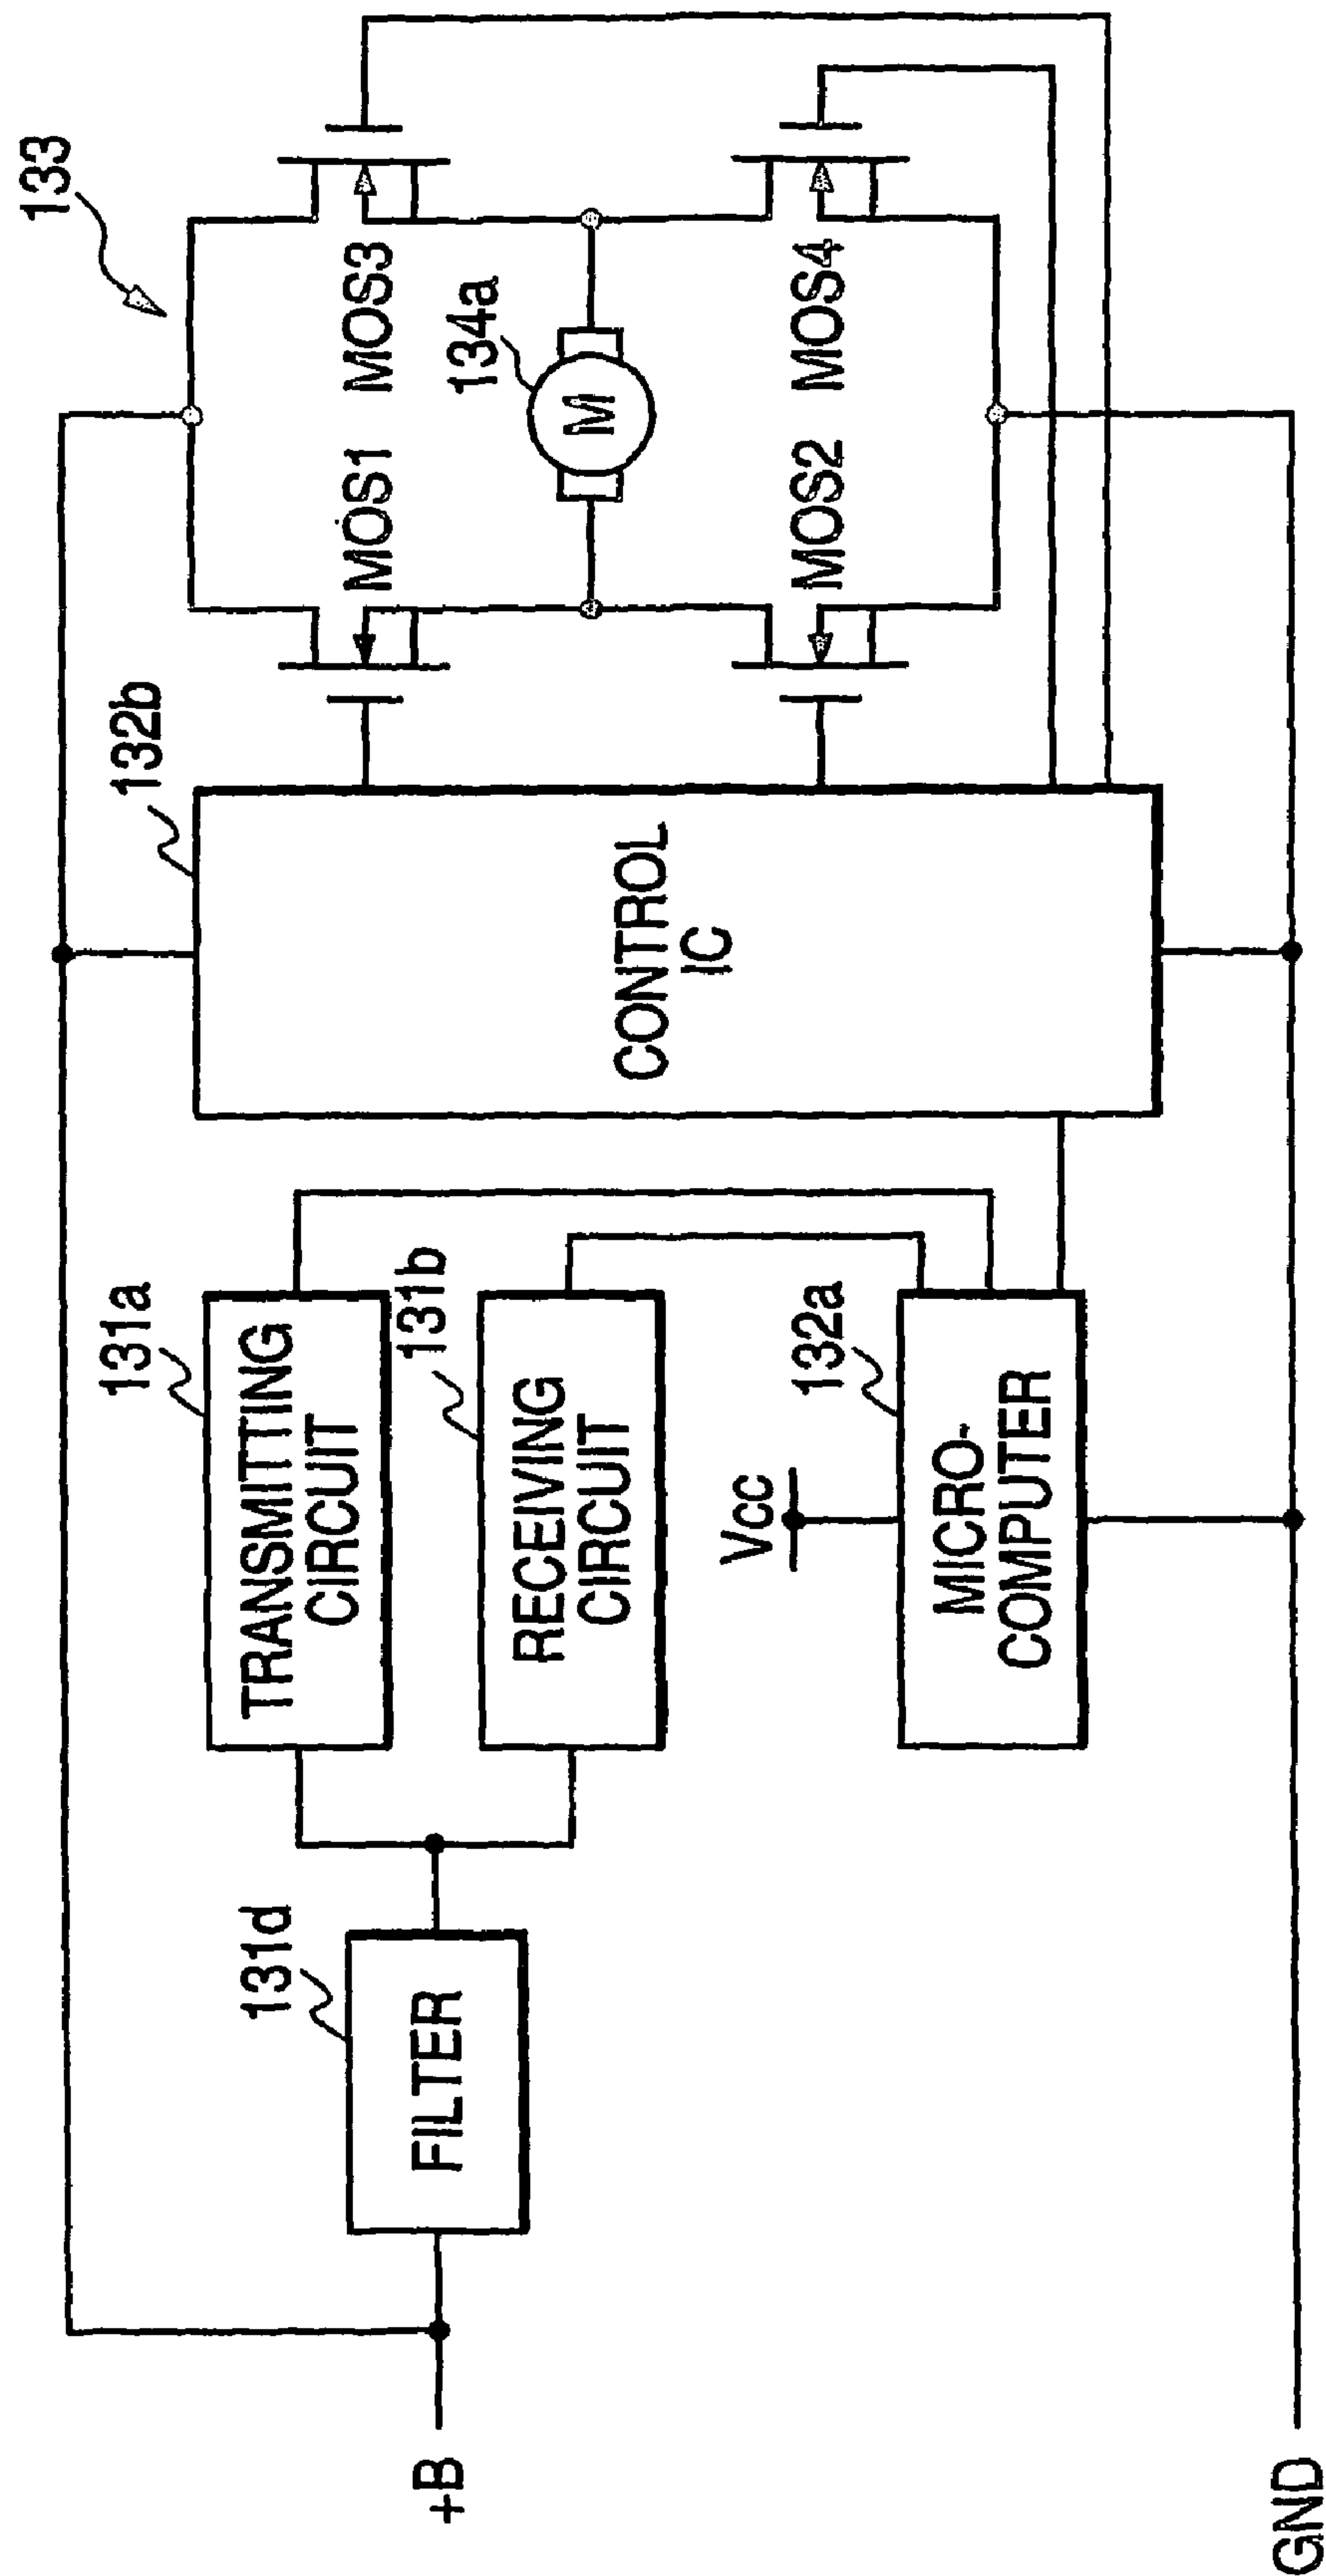 133
132b
131a
TRANSMITTING
CIRCUIT
131b
RECEIVING
CIRCUIT
131d
FILTER
+B
132a
Vcc
MICRO-
COMPUTER
CONTROL
IC
MOS1
MOS3
134a
M
MOS2
MOS4
GND